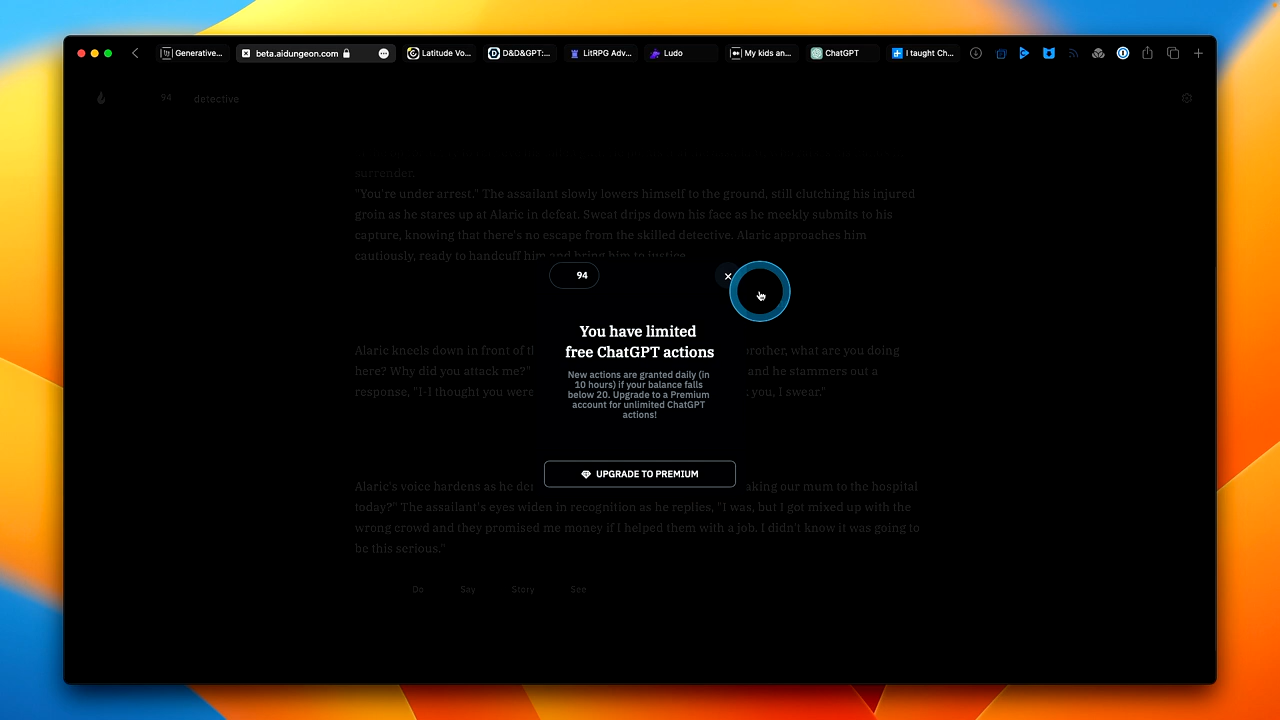 Generative...
beta.aidungeon.com
Latitude Vo...
D&D&GPT:...
LitRPG Adv...
Ludo
My kids an...
ChatGPT
I taught Ch...
94
detective
surrender.
"You're under arrest." The assailant slowly lowers himself to the ground, still clutching his injured
groin as he stares up at Alaric in defeat. Sweat drips down his face as he meekly submits to his
capture, knowing that there's no escape from the skilled detective. Alaric approaches him
cautiously, ready to handcuff him and bring him to justice.
94
You have limited
free ChatGPT actions
New actions are granted daily (in
10 hours) if your balance falls
below 20. Upgrade to a Premium
account for unlimited ChatGPT
actions!
UPGRADE TO PREMIUM
Alaric kneels down in front of th rother, what are you doing
here? Why did you attack me?" and he stammers out a
response, "I-I thought you were k you, I swear."
Alaric's voice hardens as he de aking our mum to the hospital
today?" The assailant's eyes widen in recognition as he replies, "I was, but I got mixed up with the
wrong crowd and they promised me money if I helped them with a job. I didn't know it was going to
be this serious."
Do
Say
Story
See